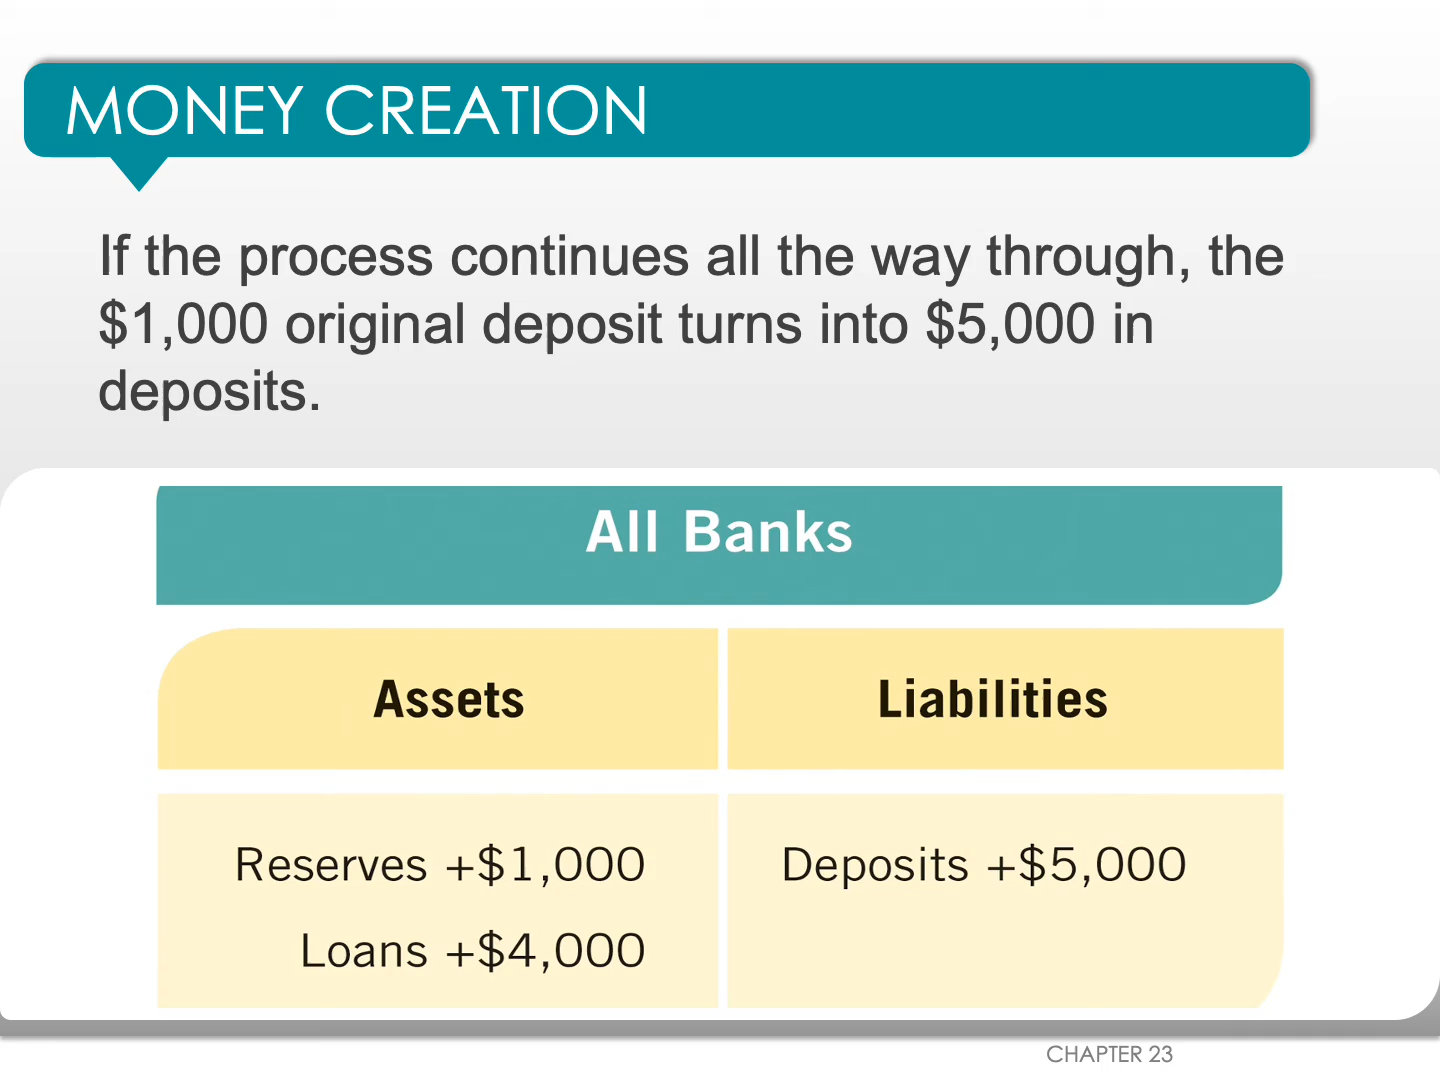 MONEY CREATION
If the process continues all the way through, the
$1,000 original deposit turns into $5,000 in
deposits.
All Banks
Assets Liabilities
Reserves +$1,000 Deposits +$5,000
Loans +$4,000
CHAPTER 23